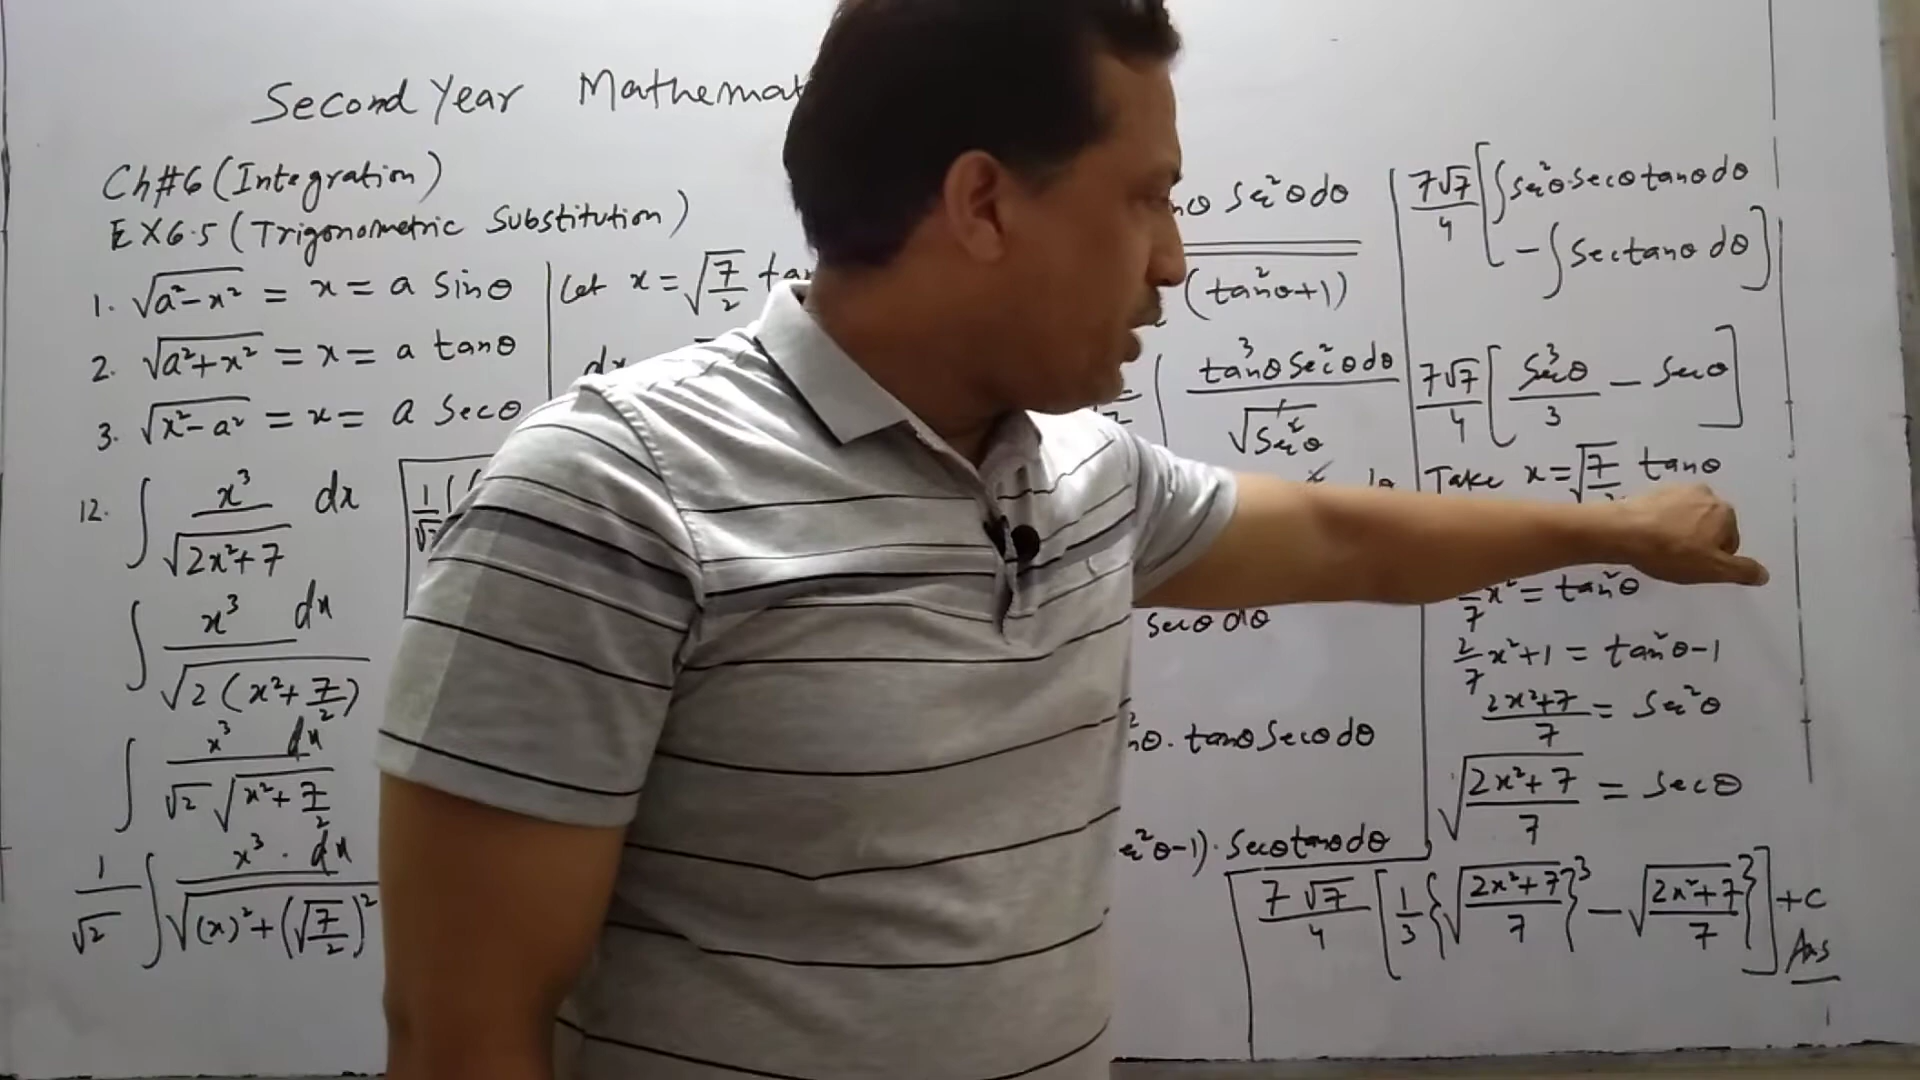 Second Year Mathemat
Ch#6 (Integration)
EX 6.5 (Trigonometric Substitution)
1. √(a²-x²) = x = a sinθ
2. √(a²+x²) = x = a tanθ
3. √(x²-a²) = x = a Secθ
12. ∫ x³/√(2x²+7) dx
∫ x³ dx/√(2(x²+7/2))
∫ x³ dx/(√2 √(x²+7/2))
1/√2 ∫ x³ · dx/√((x)²+(√(7/2))²)
Let x = √(7/2)
dx
Sec²θ dθ
(tan²θ+1)
∫ tan³θ Sec²θ dθ/√(Sec²θ)
Secθ dθ
θ. tanθ Secθ dθ
²θ-1) · Secθ tanθ dθ
7√7/4 [∫ Sec²θ · Secθ tanθ dθ
- ∫ Sec tanθ dθ]
7√7/4 [Sec³θ/3 - Secθ]
Take x = √(7/2) tanθ
/7 x² = tan²θ
2/7 x²+1 = tan²θ-1
(2x²+7)/7 = Sec²θ
√((2x²+7)/7) = Secθ
7√7/4 [1/3 {√((2x²+7)/7)}³ - √((2x²+7)/7)}] +C
Ans